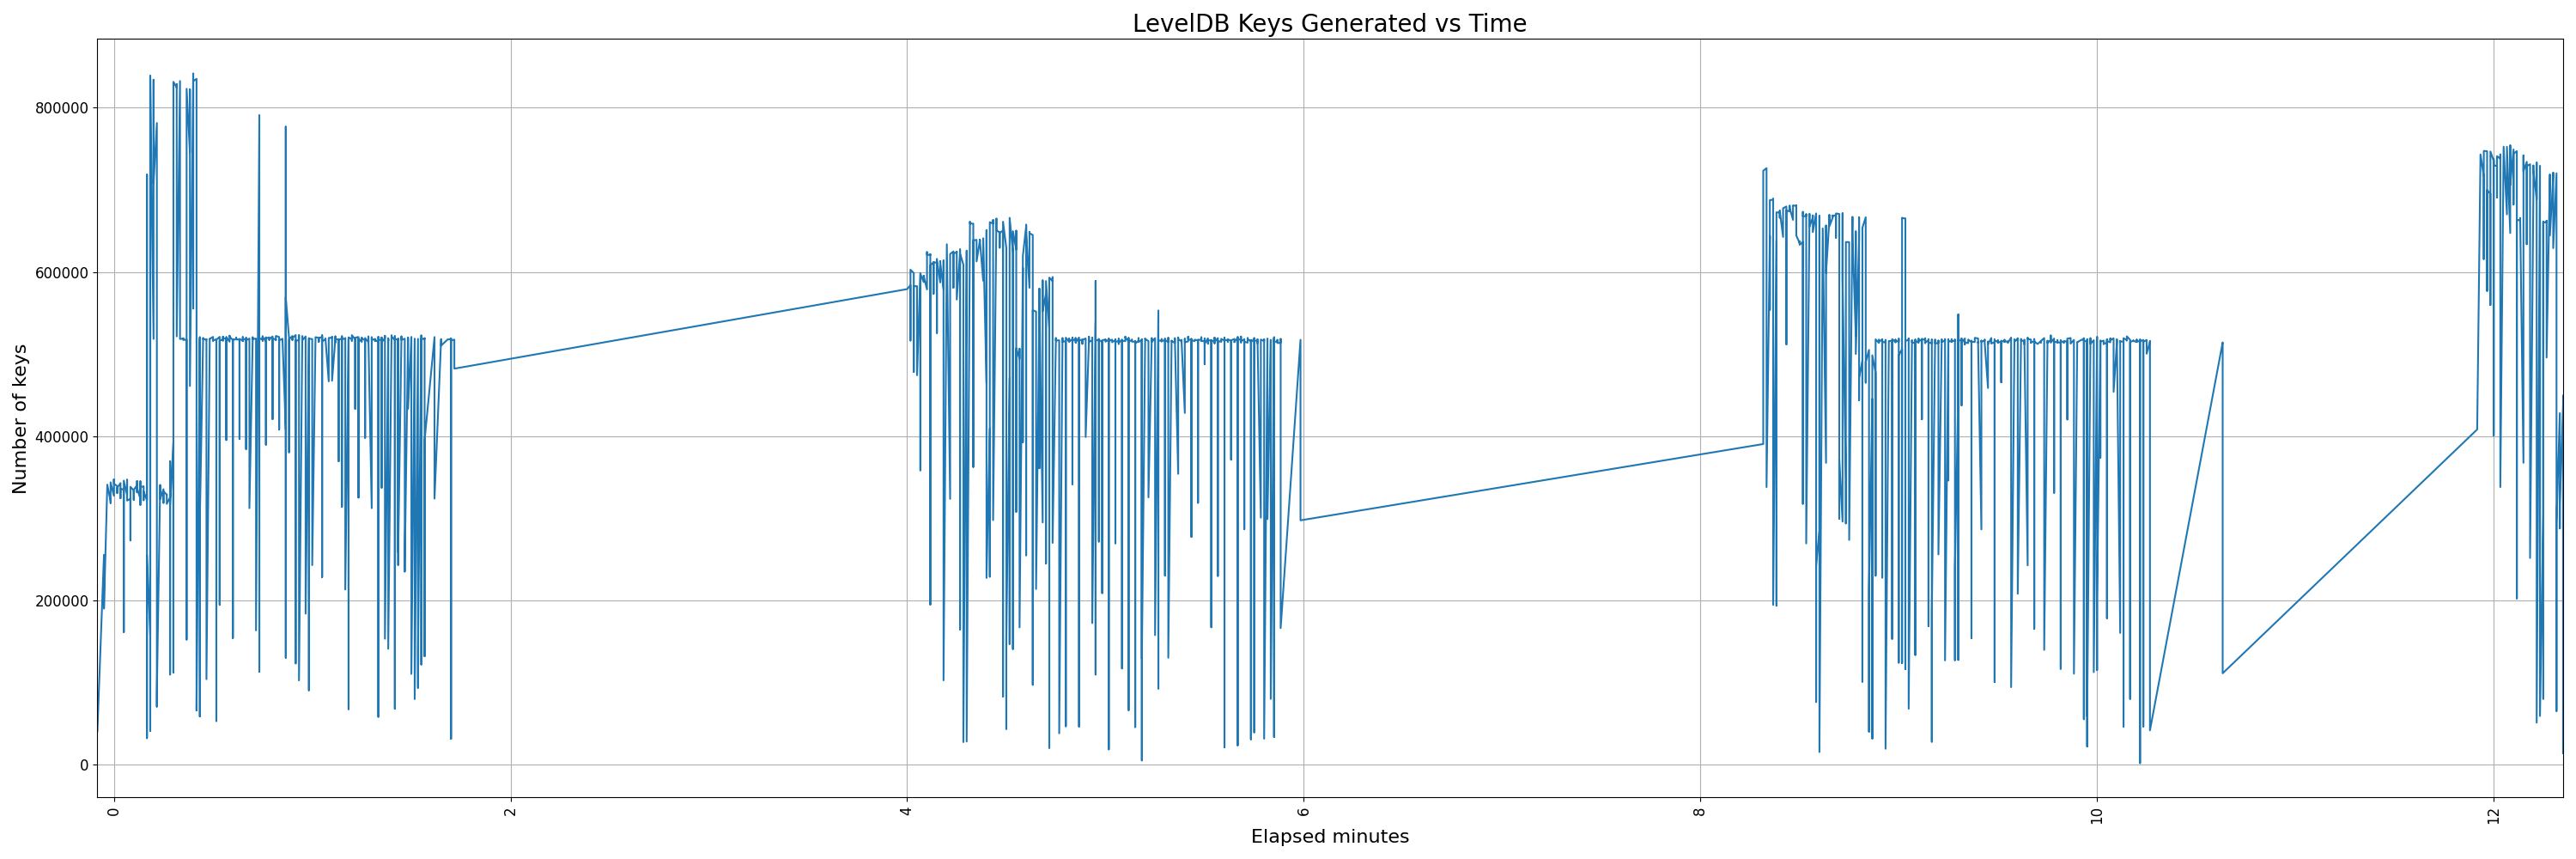 LevelDB Keys Generated vs Time
Number of keys
800000
600000
400000
200000
0
0 2 4 6 8 10 12
Elapsed minutes